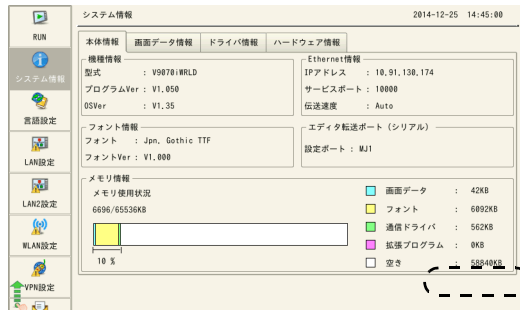 システム情報 2014-12-25 14:45:00
RUN
システム情報
言語設定
LAN設定
LAN2設定
WLAN設定
VPN設定
本体情報 画面データ情報 ドライバ情報 ハードウェア情報
機種情報
型式 : V9070iWRLD
プログラムVer : V1.050
OSVer : V1.35
Ethernet情報
IPアドレス : 10.91.130.174
サービスポート : 10000
伝送速度 : Auto
フォント情報
フォント : Jpn, Gothic TTF
フォントVer : V1.000
エディタ転送ポート (シリアル)
設定ポート : MJ1
メモリ情報
メモリ使用状況
6696/65536KB
10 %
画面データ : 42KB
フォント : 6092KB
通信ドライバ : 562KB
拡張プログラム : 0KB
空き : 58840KB